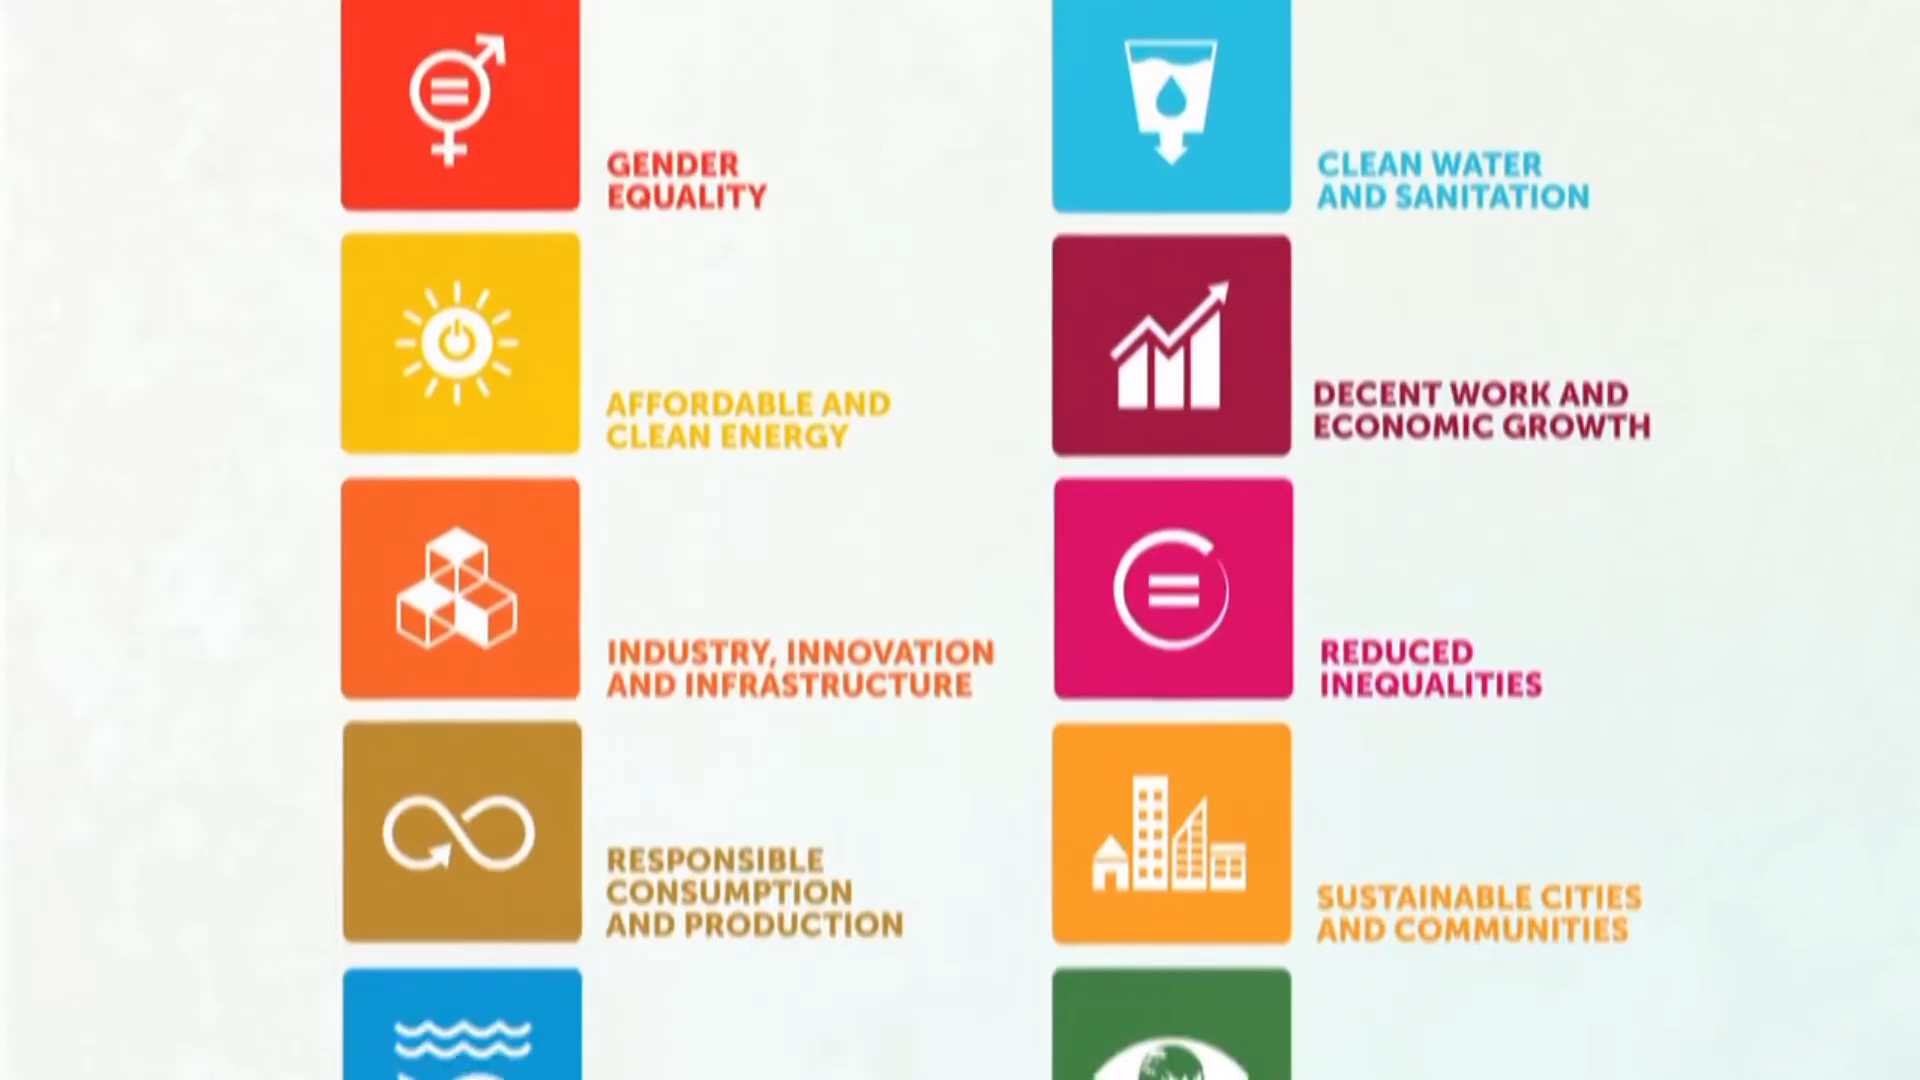 GENDER
EQUALITY
CLEAN WATER
AND SANITATION
AFFORDABLE AND
CLEAN ENERGY
DECENT WORK AND
ECONOMIC GROWTH
INDUSTRY, INNOVATION
AND INFRASTRUCTURE
REDUCED
INEQUALITIES
RESPONSIBLE
CONSUMPTION
AND PRODUCTION
SUSTAINABLE CITIES
AND COMMUNITIES